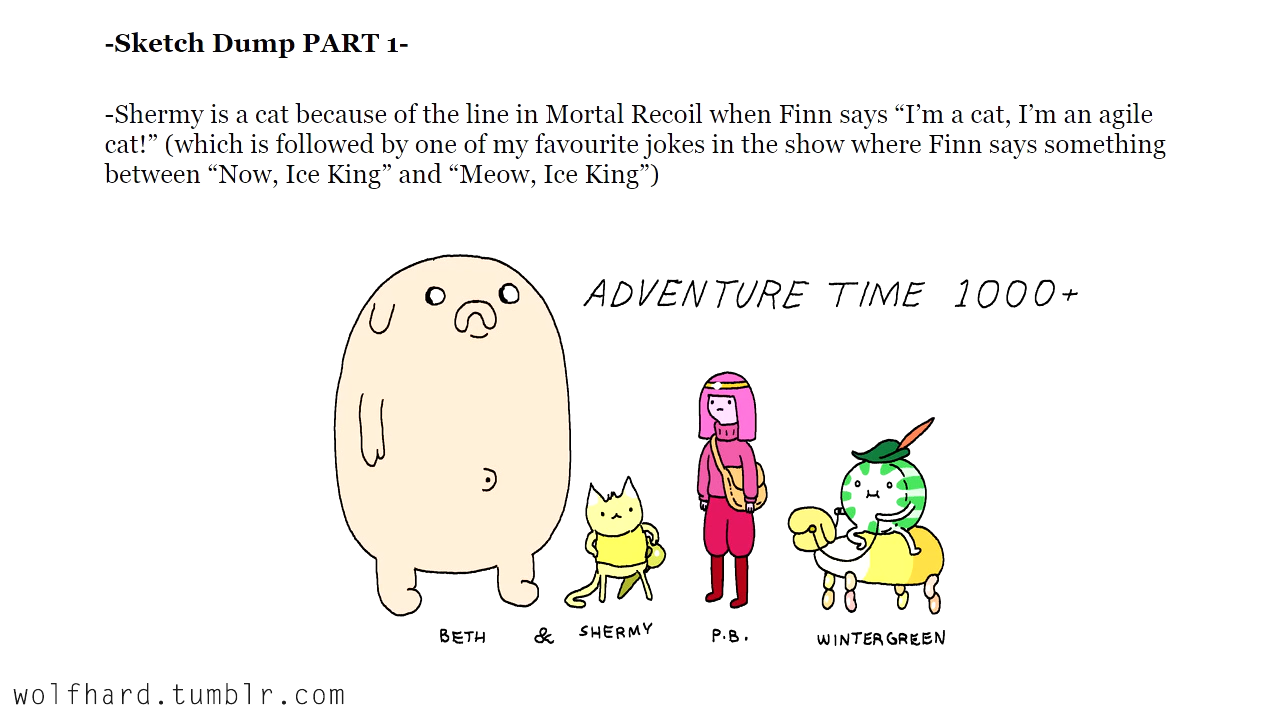 -Sketch Dump PART 1-
-Shermy is a cat because of the line in Mortal Recoil when Finn says “I’m a cat, I’m an agile
cat!” (which is followed by one of my favourite jokes in the show where Finn says something
between “Now, Ice King” and “Meow, Ice King”)
ADVENTURE TIME 1000+
BETH & SHERMY P.B. WINTERGREEN
wolfhard.tumblr.com